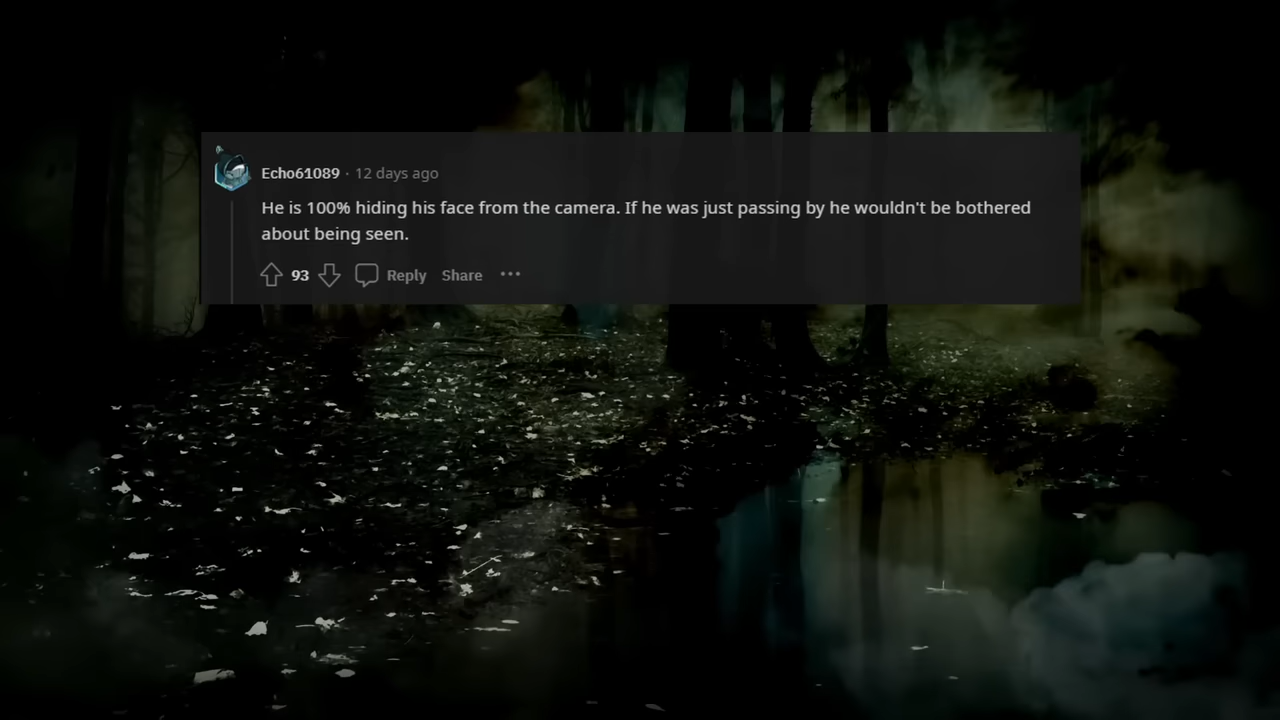 Echo61089 · 12 days ago
He is 100% hiding his face from the camera. If he was just passing by he wouldn't be bothered
about being seen.
93 Reply Share ···